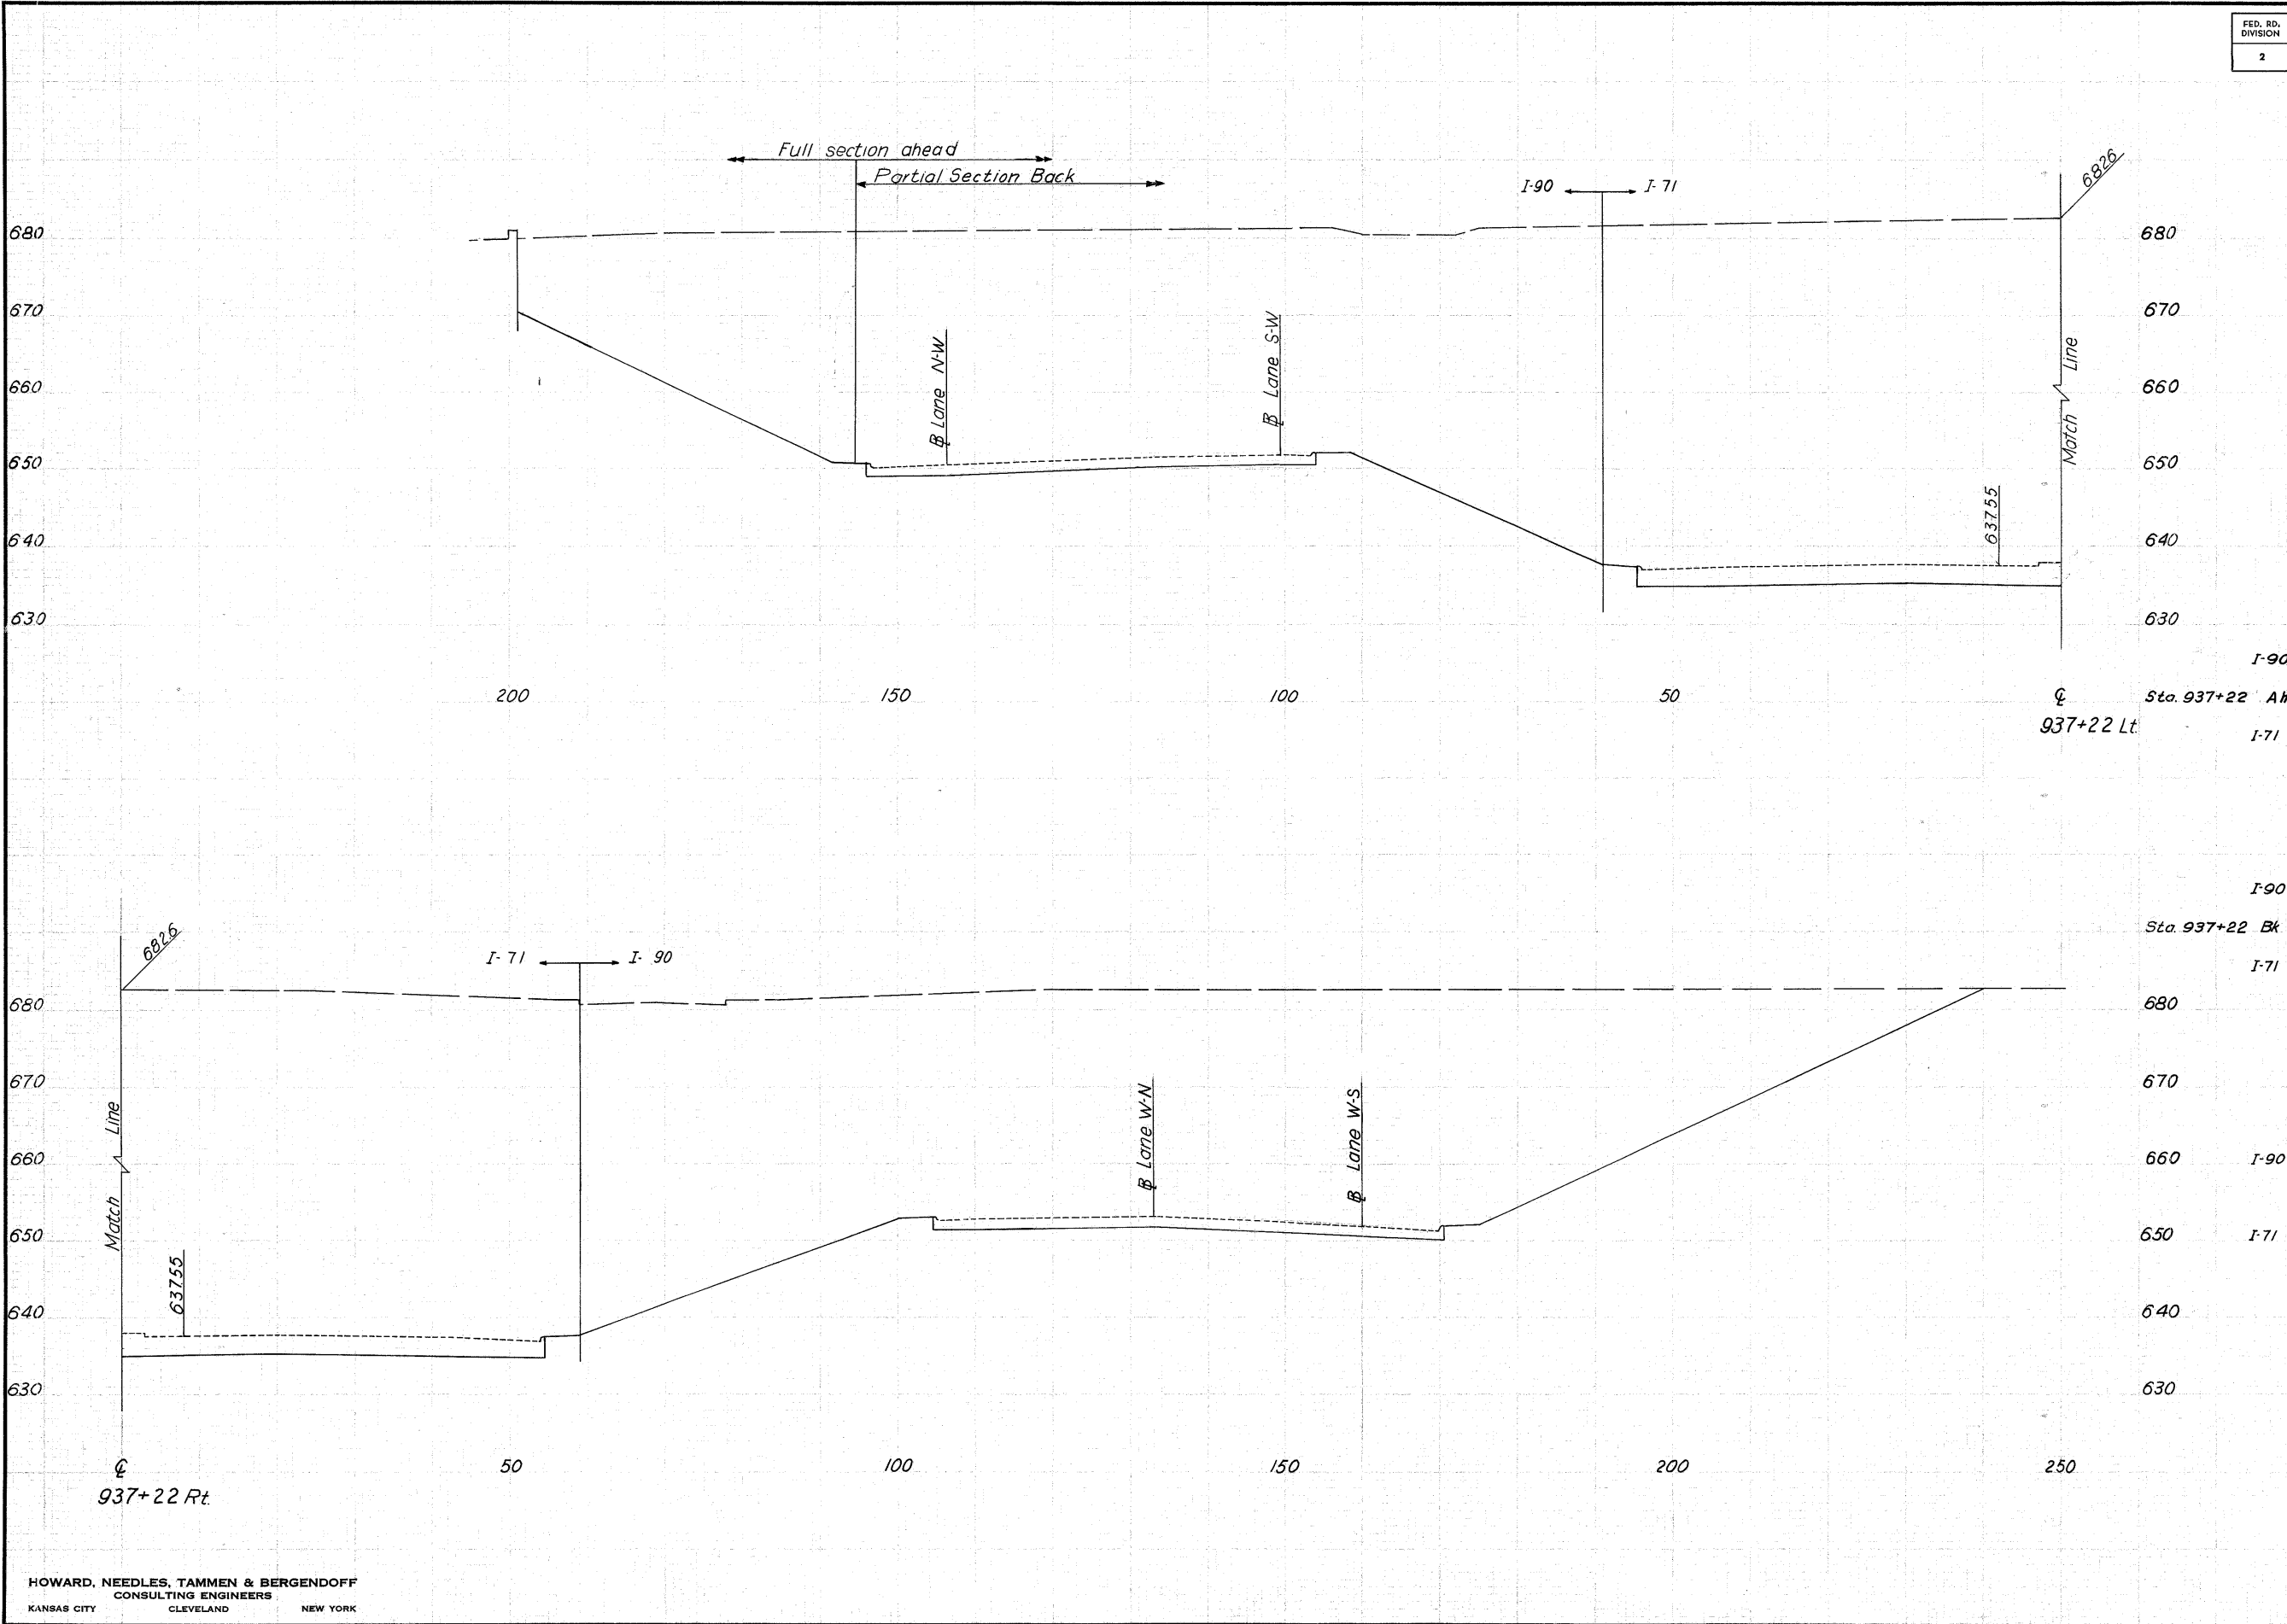 FED. RD.
DIVISION
2
Full section ahead
Partial Section Back
I-90 I-71
6826
680
670
660
650
640
630
₧ Lane N-W
₧ Lane S-W
Match Line
63755
680
670
660
650
640
630
200 150 100 50 ℄
937+22 Lt.
I-90
Sta. 937+22 Ah
I-71
I-90
Sta. 937+22 Bk
I-71
6826
I-71 I-90
680
670
660
650
640
630
Match Line
63755
Lane W-N
Lane W-S
680
670
660 I-90
650 I-71
640
630
℄ 50 100 150 200 250
937+22 Rt.
HOWARD, NEEDLES, TAMMEN & BERGENDOFF
CONSULTING ENGINEERS
KANSAS CITY CLEVELAND NEW YORK